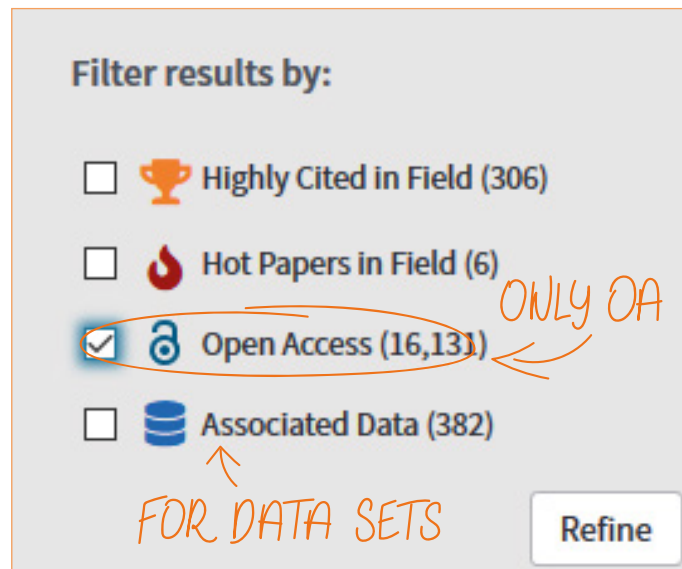 Filter results by:
Highly Cited in Field (306)
Hot Papers in Field (6)
ONLY OA
Open Access (16,131)
Associated Data (382)
FOR DATA SETS
Refine